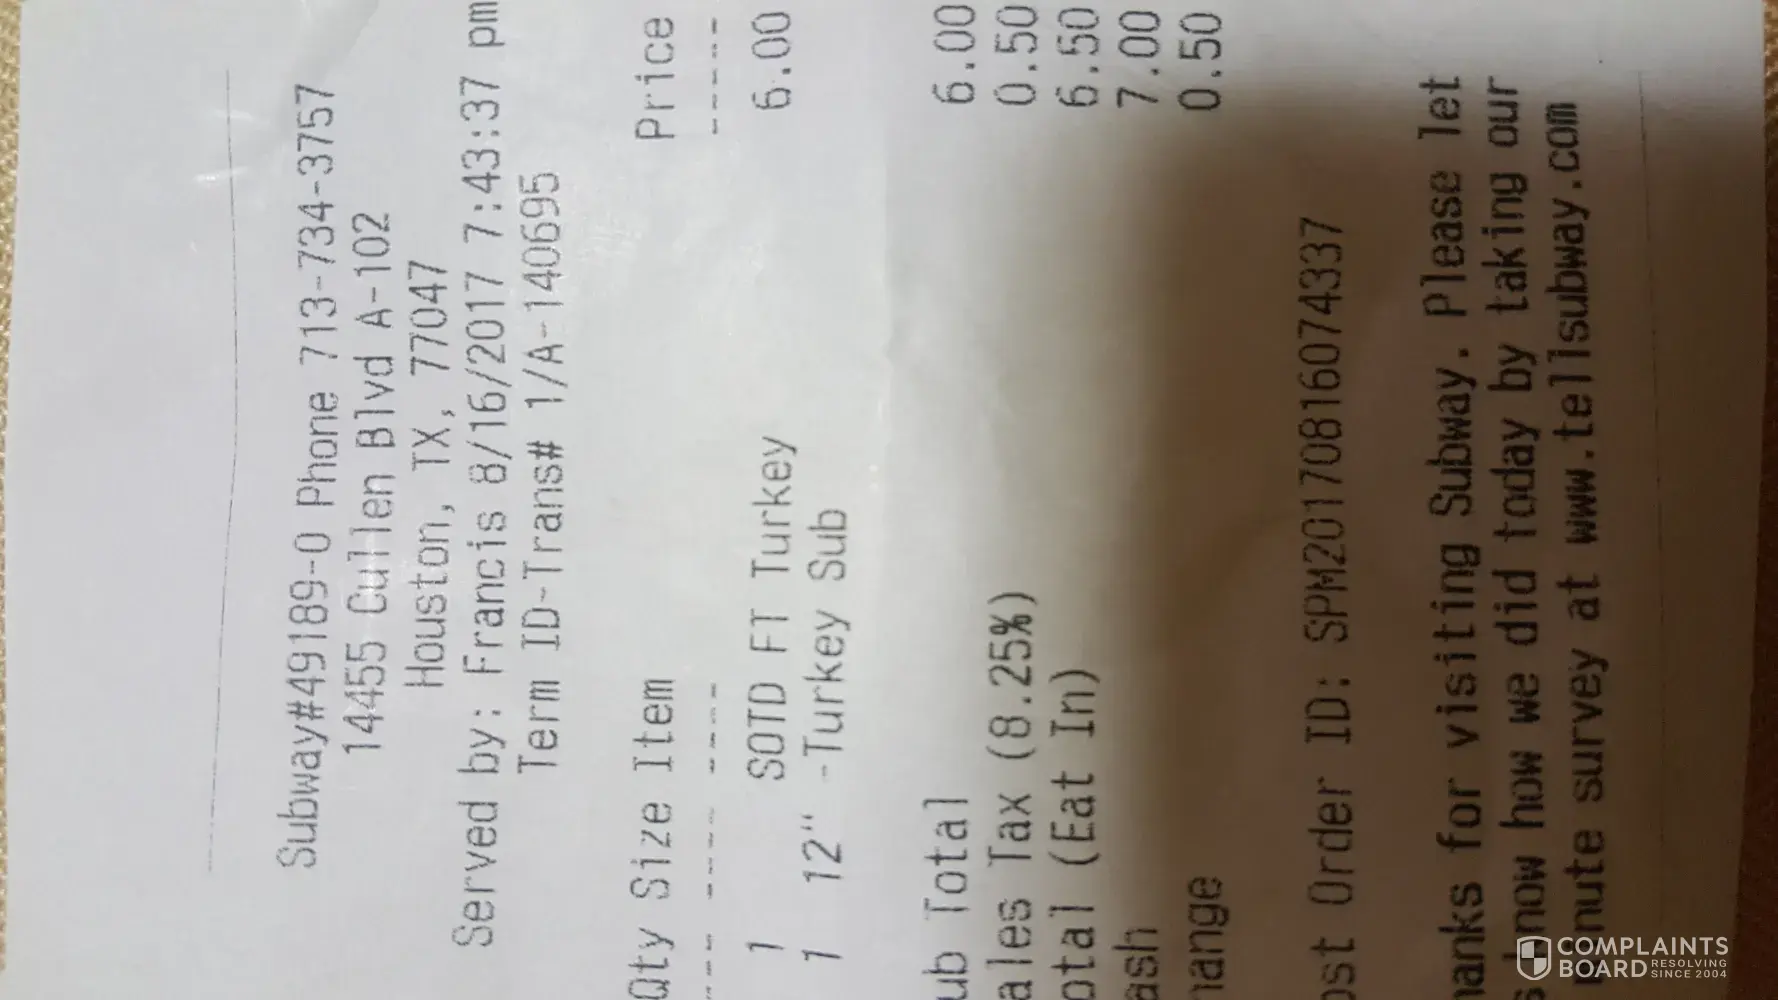 Subway#49189-0 Phone 713-734-3757
14455 Cullen Blvd A-102
Houston, TX, 77047
Served by: Francis 8/16/2017 7:43:37 pm
Term ID-Trans# 1/A-140695
Qty Size Item Price
---- ---- ---- -----
1 SOTD FT Turkey 6.00
1 12" -Turkey Sub
ub Total 6.00
ales Tax (8.25%) 0.50
otal (Eat In) 6.50
ash 7.00
hange 0.50
ost Order ID: SPM20170816074337
hanks for visiting Subway. Please let
s know how we did today by taking our
minute survey at www.tellsubway.com
COMPLAINTS
BOARD RESOLVING
SINCE 2004